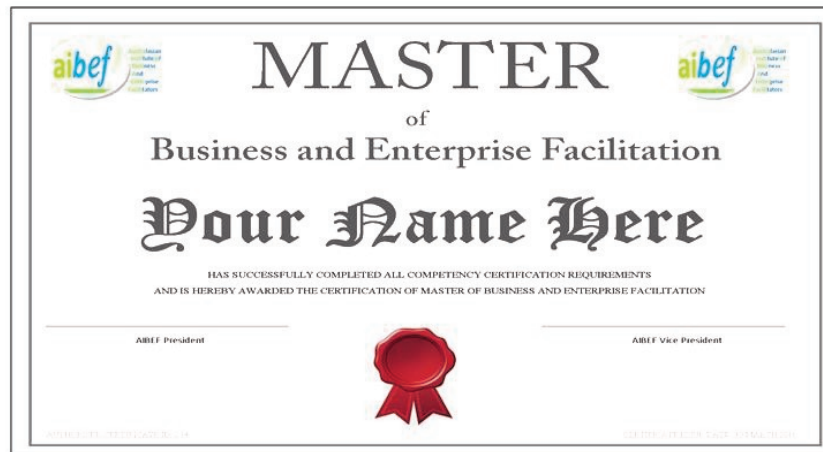 aibef
MASTER
aibef
of
Business and Enterprise Facilitation
Your Name Here
HAS SUCCESSFULLY COMPLETED ALL COMPETENCY CERTIFICATION REQUIREMENTS
AND IS HEREBY AWARDED THE CERTIFICATION OF MASTER OF BUSINESS AND ENTERPRISE FACILITATION
AIBEF President
AIBEF Vice President